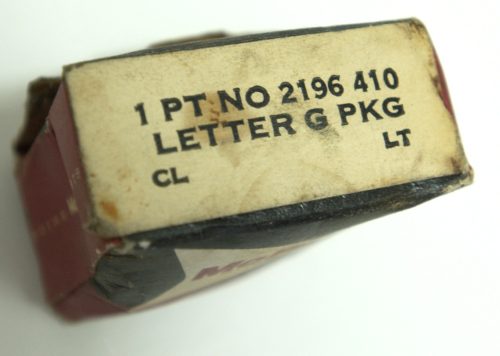 1 PT NO 2196 410
LETTER G PKG
CL LT